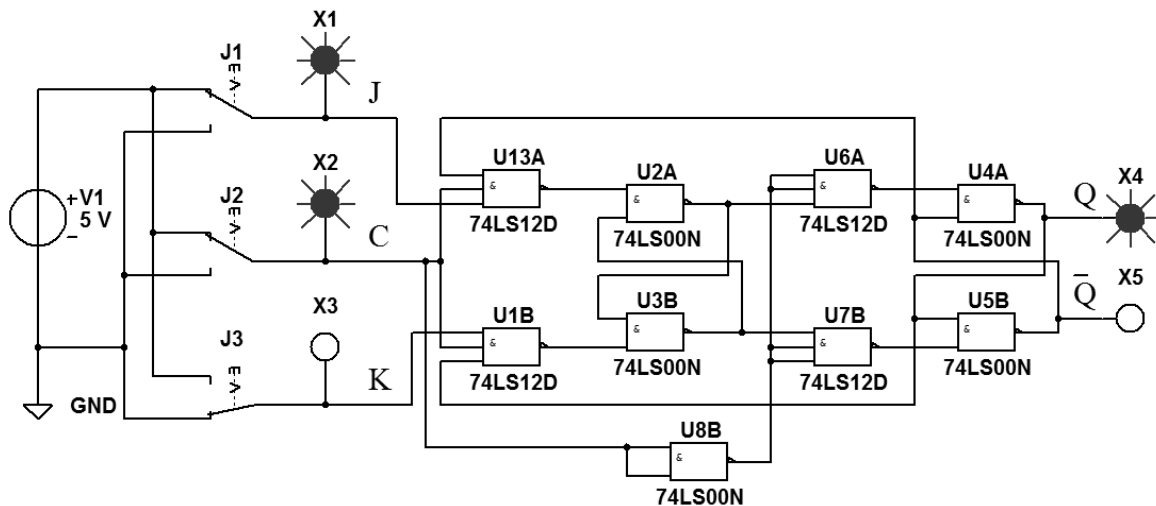 X1
J1
J
U13A
&
74LS12D
U2A
&
74LS00N
U6A
&
74LS12D
U4A
&
74LS00N
X4
Q
X2
J2
C
+
V1
5 V
−
X3
J3
K
U1B
&
74LS12D
U3B
&
74LS00N
U7B
&
74LS12D
U5B
&
74LS00N
Q̅
X5
GND
U8B
&
74LS00N